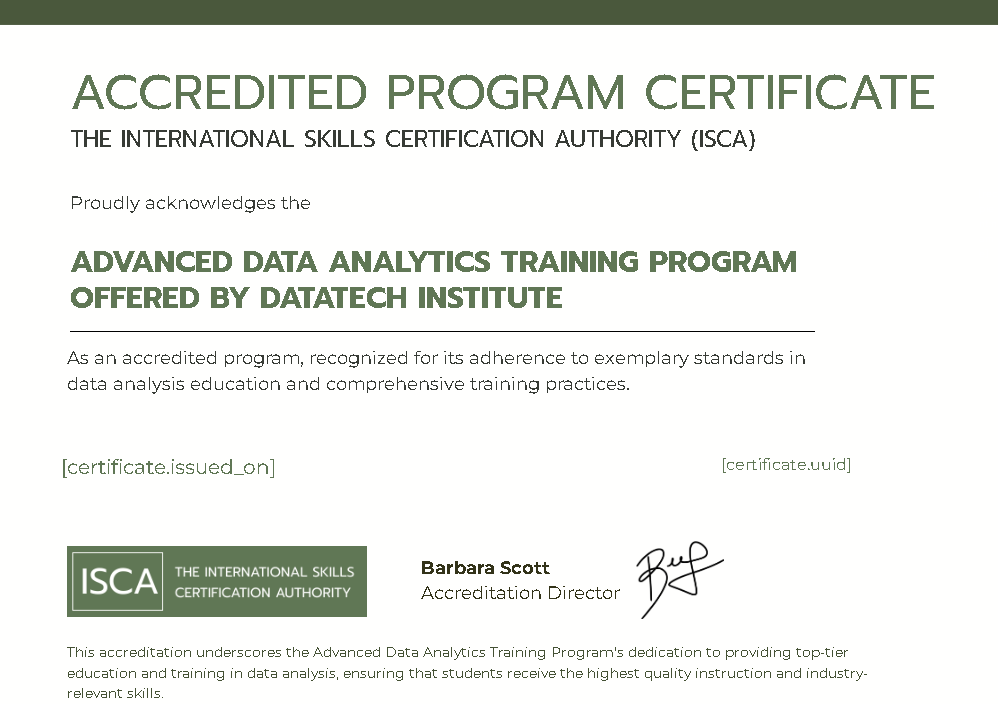 ACCREDITED PROGRAM CERTIFICATE
THE INTERNATIONAL SKILLS CERTIFICATION AUTHORITY (ISCA)
Proudly acknowledges the
ADVANCED DATA ANALYTICS TRAINING PROGRAM
OFFERED BY DATATECH INSTITUTE
As an accredited program, recognized for its adherence to exemplary standards in
data analysis education and comprehensive training practices.
[certificate.issued_on]
[certificate.uuid]
ISCA
THE INTERNATIONAL SKILLS
CERTIFICATION AUTHORITY
Barbara Scott
Accreditation Director
This accreditation underscores the Advanced Data Analytics Training Program's dedication to providing top-tier
education and training in data analysis, ensuring that students receive the highest quality instruction and industry-
relevant skills.